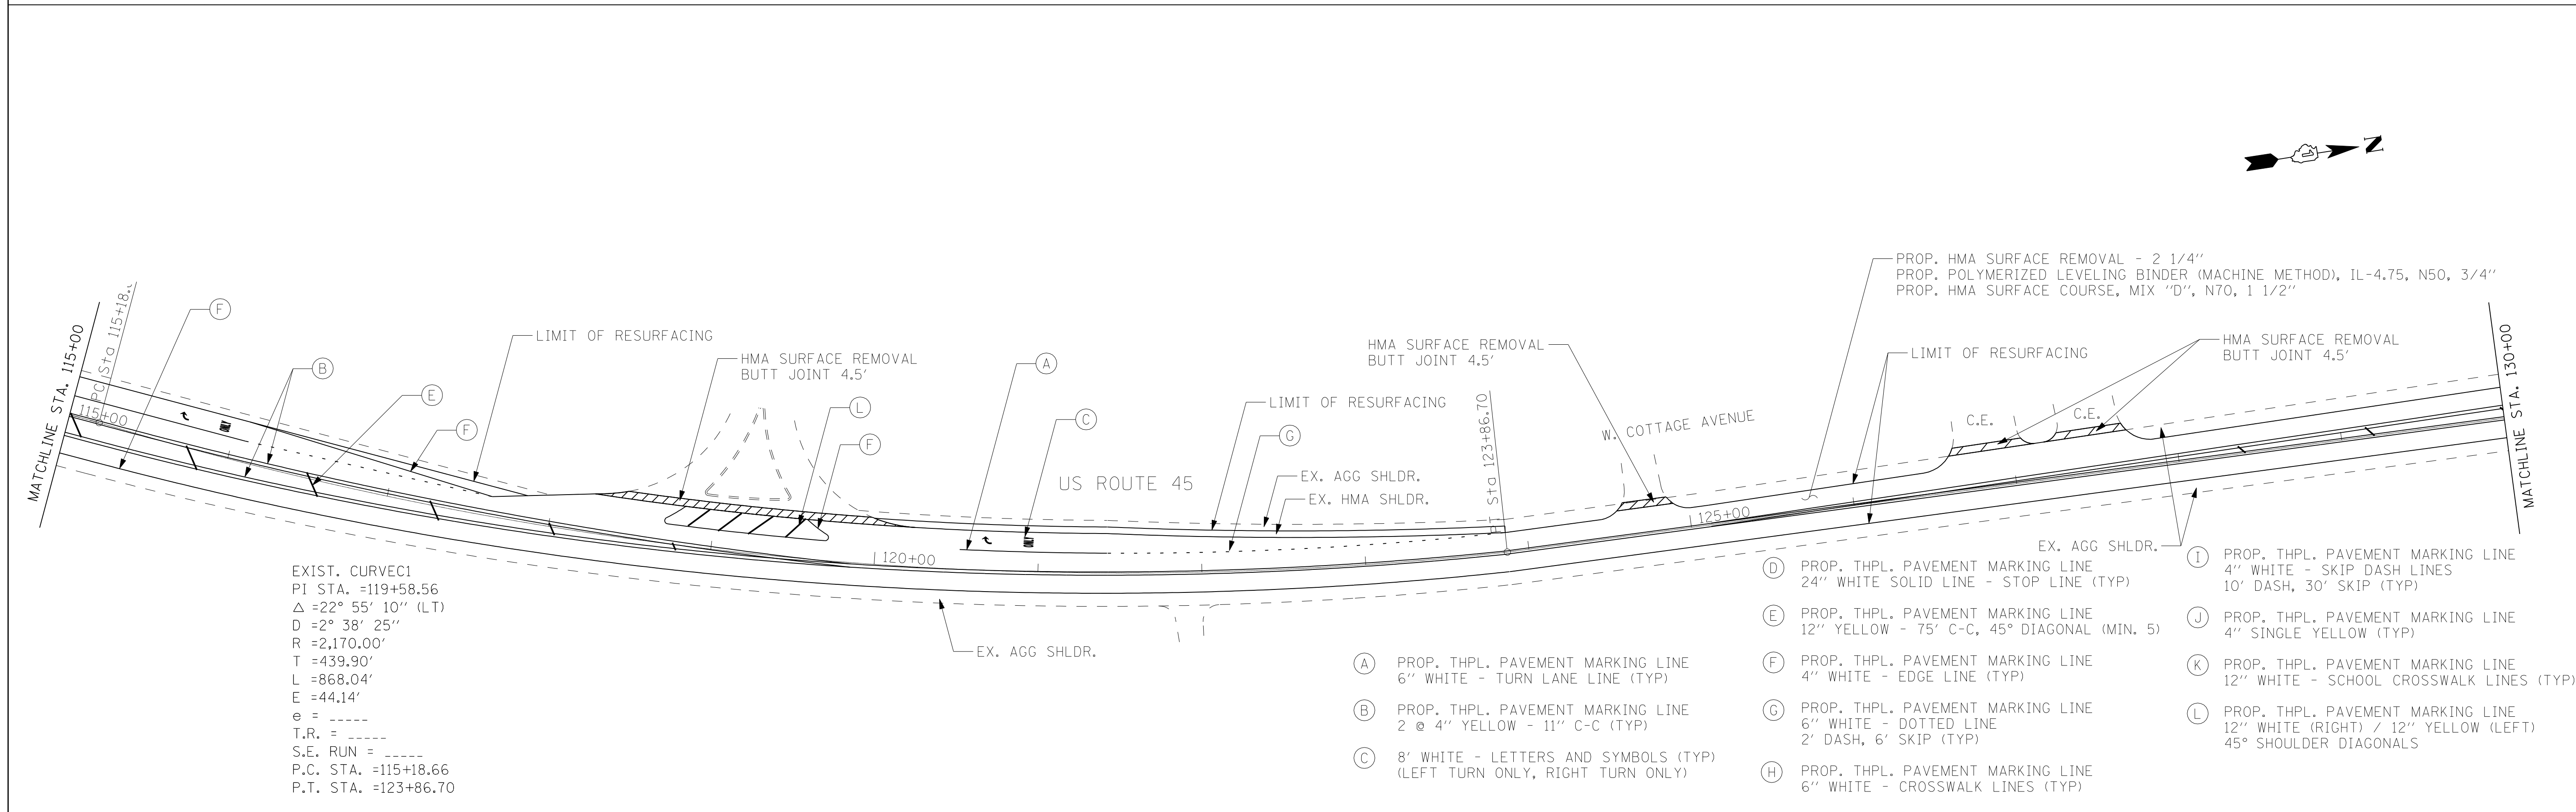 N
PROP. HMA SURFACE REMOVAL - 2 1/4''
PROP. POLYMERIZED LEVELING BINDER (MACHINE METHOD), IL-4.75, N50, 3/4''
PROP. HMA SURFACE COURSE, MIX ''D'', N70, 1 1/2''
MATCHLINE STA. 115+00
PC Sta 115+18.
115+00
F
B
E
F
LIMIT OF RESURFACING
HMA SURFACE REMOVAL
BUTT JOINT 4.5'
L
F
A
C
ONLY
ONLY
LIMIT OF RESURFACING
G
US ROUTE 45
EX. AGG SHLDR.
EX. HMA SHLDR.
120+00
HMA SURFACE REMOVAL
BUTT JOINT 4.5'
PT Sta 123+86.70
W. COTTAGE AVENUE
125+00
LIMIT OF RESURFACING
C.E.
C.E.
HMA SURFACE REMOVAL
BUTT JOINT 4.5'
MATCHLINE STA. 130+00
EX. AGG SHLDR.
EX. AGG SHLDR.
EXIST. CURVEC1
PI STA. =119+58.56
Δ =22° 55' 10'' (LT)
D =2° 38' 25''
R =2,170.00'
T =439.90'
L =868.04'
E =44.14'
e = _____
T.R. = _____
S.E. RUN = _____
P.C. STA. =115+18.66
P.T. STA. =123+86.70
A PROP. THPL. PAVEMENT MARKING LINE
6'' WHITE - TURN LANE LINE (TYP)
B PROP. THPL. PAVEMENT MARKING LINE
2 @ 4'' YELLOW - 11'' C-C (TYP)
C 8' WHITE - LETTERS AND SYMBOLS (TYP)
(LEFT TURN ONLY, RIGHT TURN ONLY)
D PROP. THPL. PAVEMENT MARKING LINE
24'' WHITE SOLID LINE - STOP LINE (TYP)
E PROP. THPL. PAVEMENT MARKING LINE
12'' YELLOW - 75' C-C, 45° DIAGONAL (MIN. 5)
F PROP. THPL. PAVEMENT MARKING LINE
4'' WHITE - EDGE LINE (TYP)
G PROP. THPL. PAVEMENT MARKING LINE
6'' WHITE - DOTTED LINE
2' DASH, 6' SKIP (TYP)
H PROP. THPL. PAVEMENT MARKING LINE
6'' WHITE - CROSSWALK LINES (TYP)
I PROP. THPL. PAVEMENT MARKING LINE
4'' WHITE - SKIP DASH LINES
10' DASH, 30' SKIP (TYP)
J PROP. THPL. PAVEMENT MARKING LINE
4'' SINGLE YELLOW (TYP)
K PROP. THPL. PAVEMENT MARKING LINE
12'' WHITE - SCHOOL CROSSWALK LINES (TYP)
L PROP. THPL. PAVEMENT MARKING LINE
12'' WHITE (RIGHT) / 12'' YELLOW (LEFT)
45° SHOULDER DIAGONALS